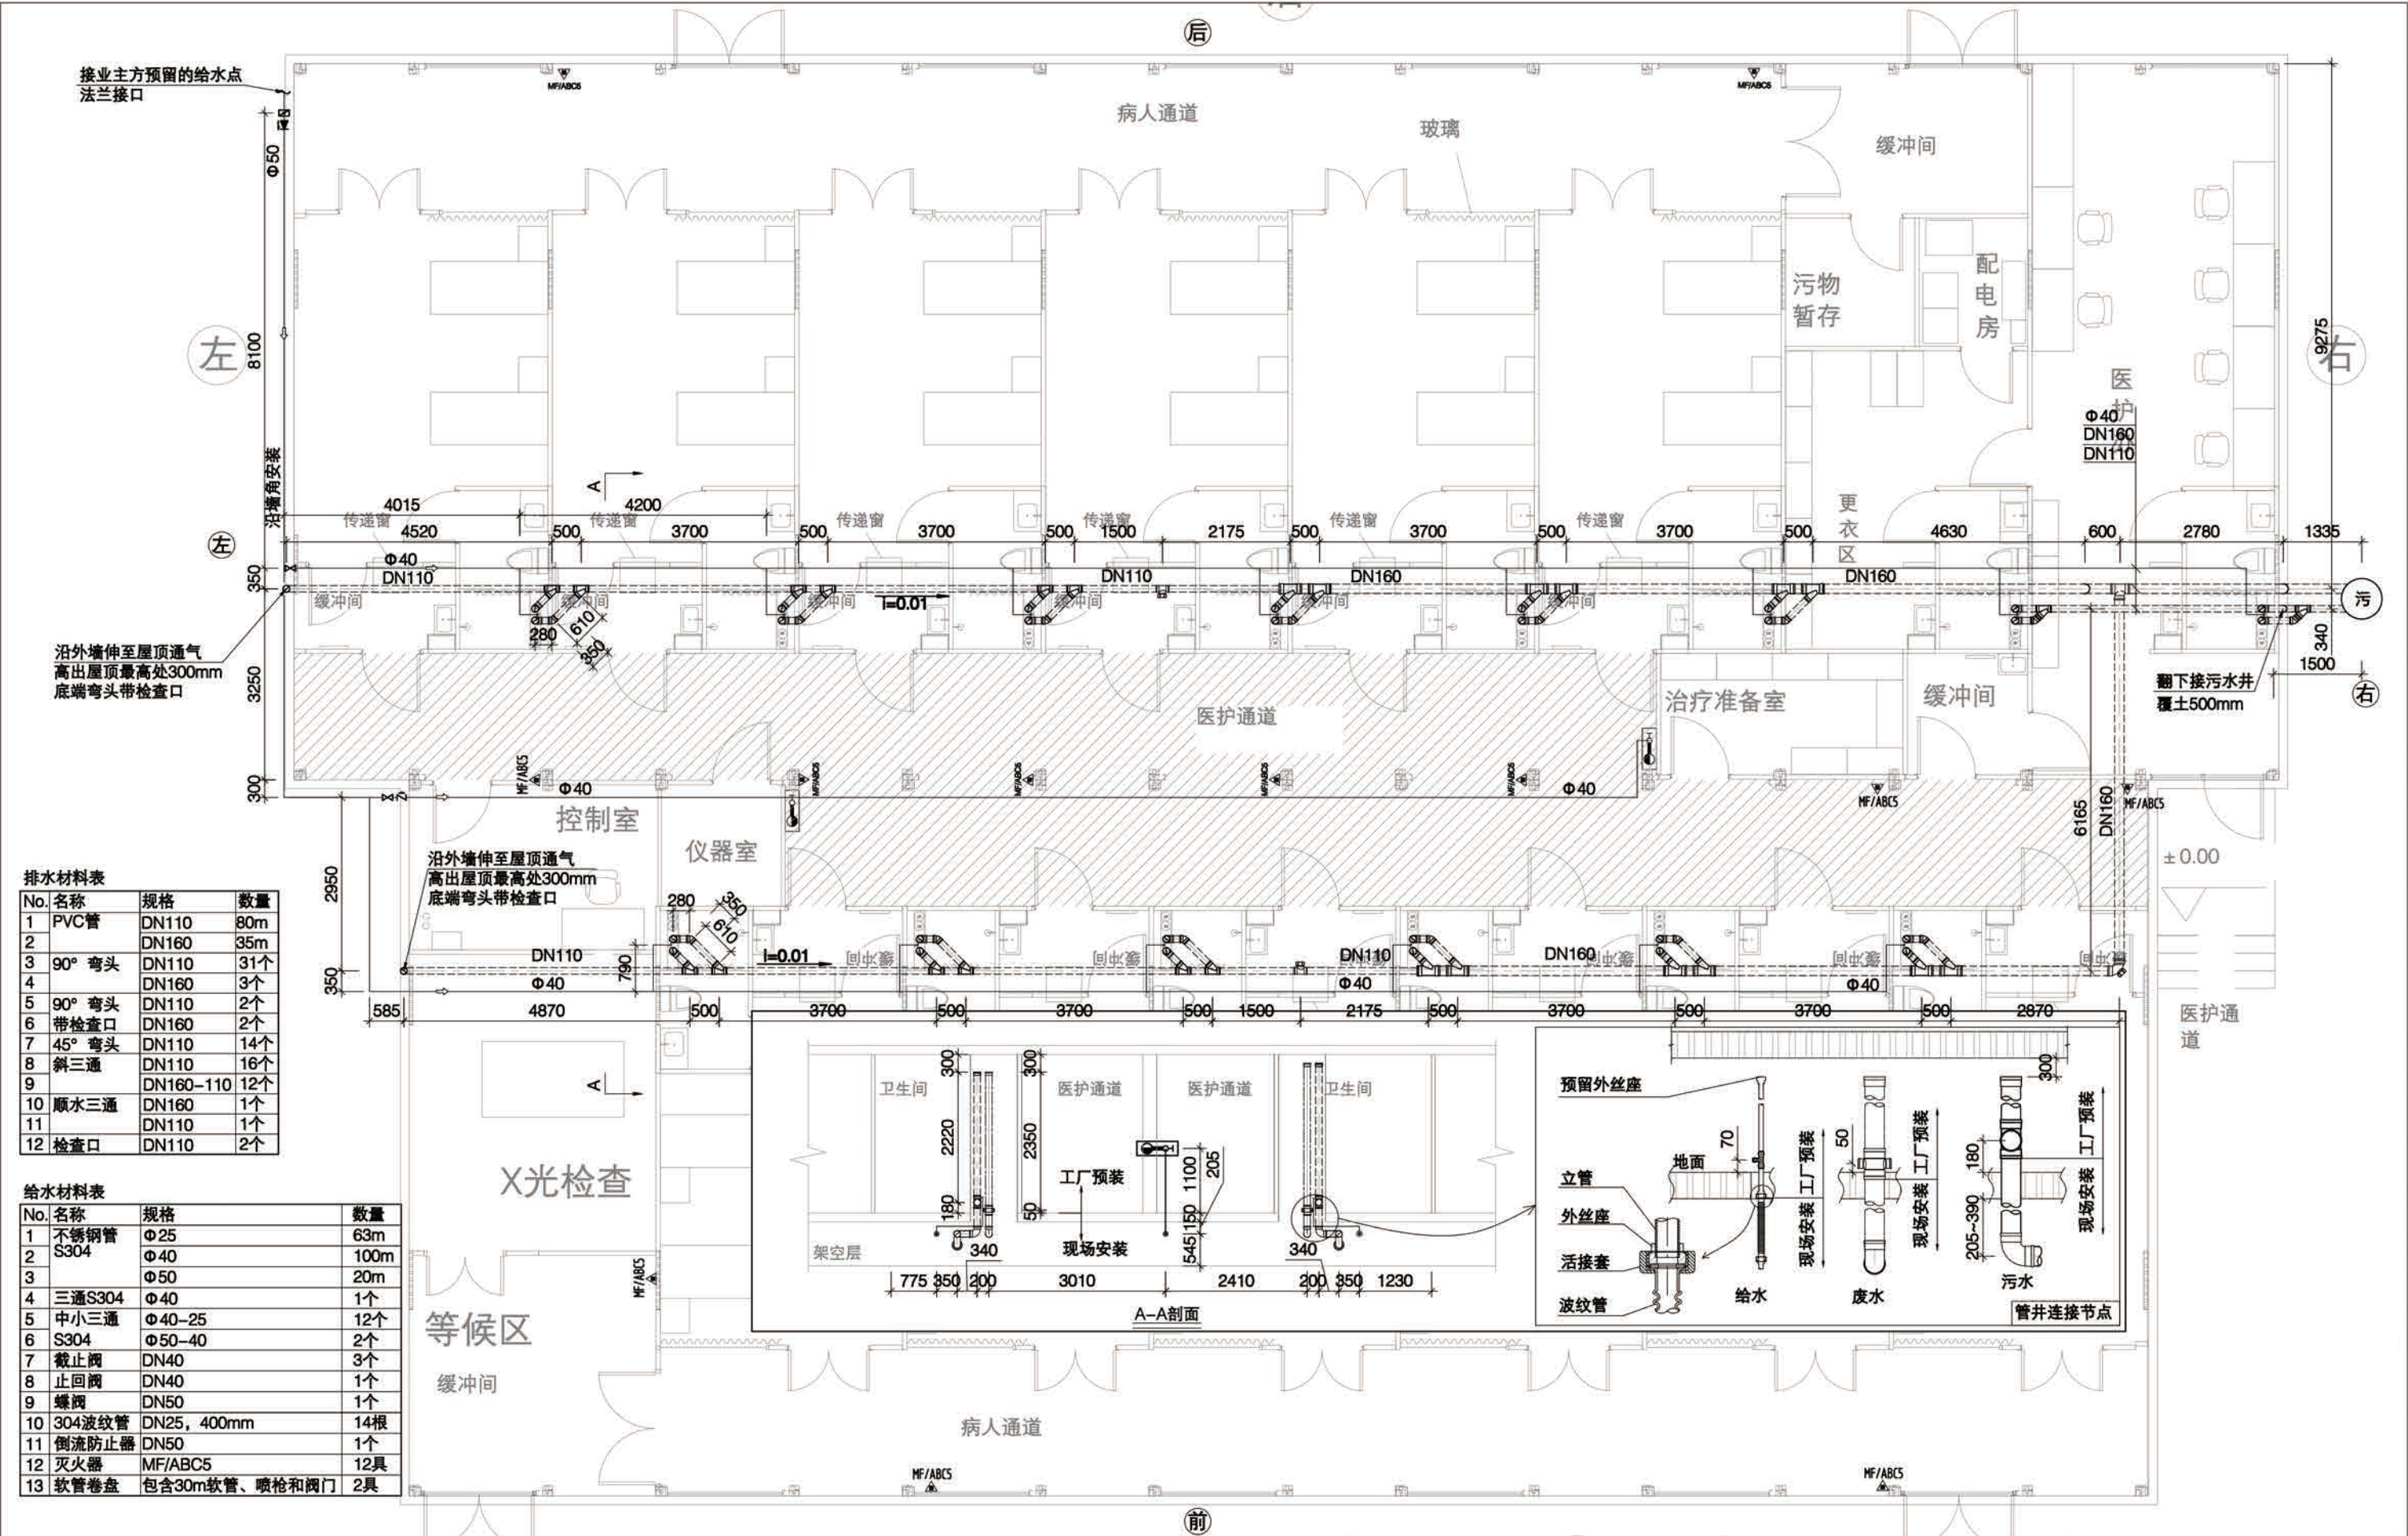 后
接业主方预留的给水点
法兰接口
MF/ABC5
MF/ABC5
病人通道
玻璃
缓冲间
Φ50
8100
沿墙角安装
左
右
9275
污物
暂存
配
电
房
医
护
Φ40
DN160
DN110
A
更
衣
区
4015
4200
传递窗
传递窗
传递窗
传递窗
传递窗
传递窗
左
4520
500
3700
500
3700
500
1500
2175
500
3700
500
3700
500
4630
600
2780
1335
350
Φ40
DN110
DN110
DN160
DN160
缓冲间
缓冲间
缓冲间
缓冲间
缓冲间
缓冲间
i=0.01
污
280
610
350
340
1500
右
沿外墙伸至屋顶通气
高出屋顶最高处300mm
底端弯头带检查口
3250
翻下接污水井
覆土500mm
医护通道
治疗准备室
缓冲间
300
MF/ABC5
MF/ABC5
MF/ABC5
MF/ABC5
MF/ABC5
MF/ABC5
MF/ABC5
Φ40
Φ40
控制室
仪器室
6165
DN160
±0.00
2950
沿外墙伸至屋顶通气
高出屋顶最高处300mm
底端弯头带检查口
280
350
610
350
DN110
790
i=0.01
DN110
DN160
缓冲间
缓冲间
缓冲间
缓冲间
缓冲间
缓冲间
Φ40
Φ40
Φ40
585
4870
500
3700
500
3700
500
1500
2175
500
3700
500
3700
500
2870
医护通
道
排水材料表
No. 名称 规格 数量
1 PVC管 DN110 80m
2 DN160 35m
3 90° 弯头 DN110 31个
4 DN160 3个
5 90° 弯头 DN110 2个
6 带检查口 DN160 2个
7 45° 弯头 DN110 14个
8 斜三通 DN110 16个
9 DN160-110 12个
10 顺水三通 DN160 1个
11 DN110 1个
12 检查口 DN110 2个
给水材料表
No. 名称 规格 数量
1 不锈钢管 Φ25 63m
2 S304 Φ40 100m
3 Φ50 20m
4 三通S304 Φ40 1个
5 中小三通 Φ40-25 12个
6 S304 Φ50-40 2个
7 截止阀 DN40 3个
8 止回阀 DN40 1个
9 蝶阀 DN50 1个
10 304波纹管 DN25，400mm 14根
11 倒流防止器 DN50 1个
12 灭火器 MF/ABC5 12具
13 软管卷盘 包含30m软管、喷枪和阀门 2具
A
X光检查
MF/ABC5
等候区
缓冲间
卫生间
医护通道
医护通道
卫生间
300
2220
180
300
2350
50
工厂预装
现场安装
1100
205
150
545
架空层
340
340
775
350
200
3010
2410
200
350
1230
A-A剖面
预留外丝座
地面
立管
外丝座
活接套
波纹管
70
工厂预装
现场安装
给水
50
工厂预装
现场安装
废水
300
180
205~390
工厂预装
现场安装
污水
管井连接节点
病人通道
MF/ABC5
MF/ABC5
前